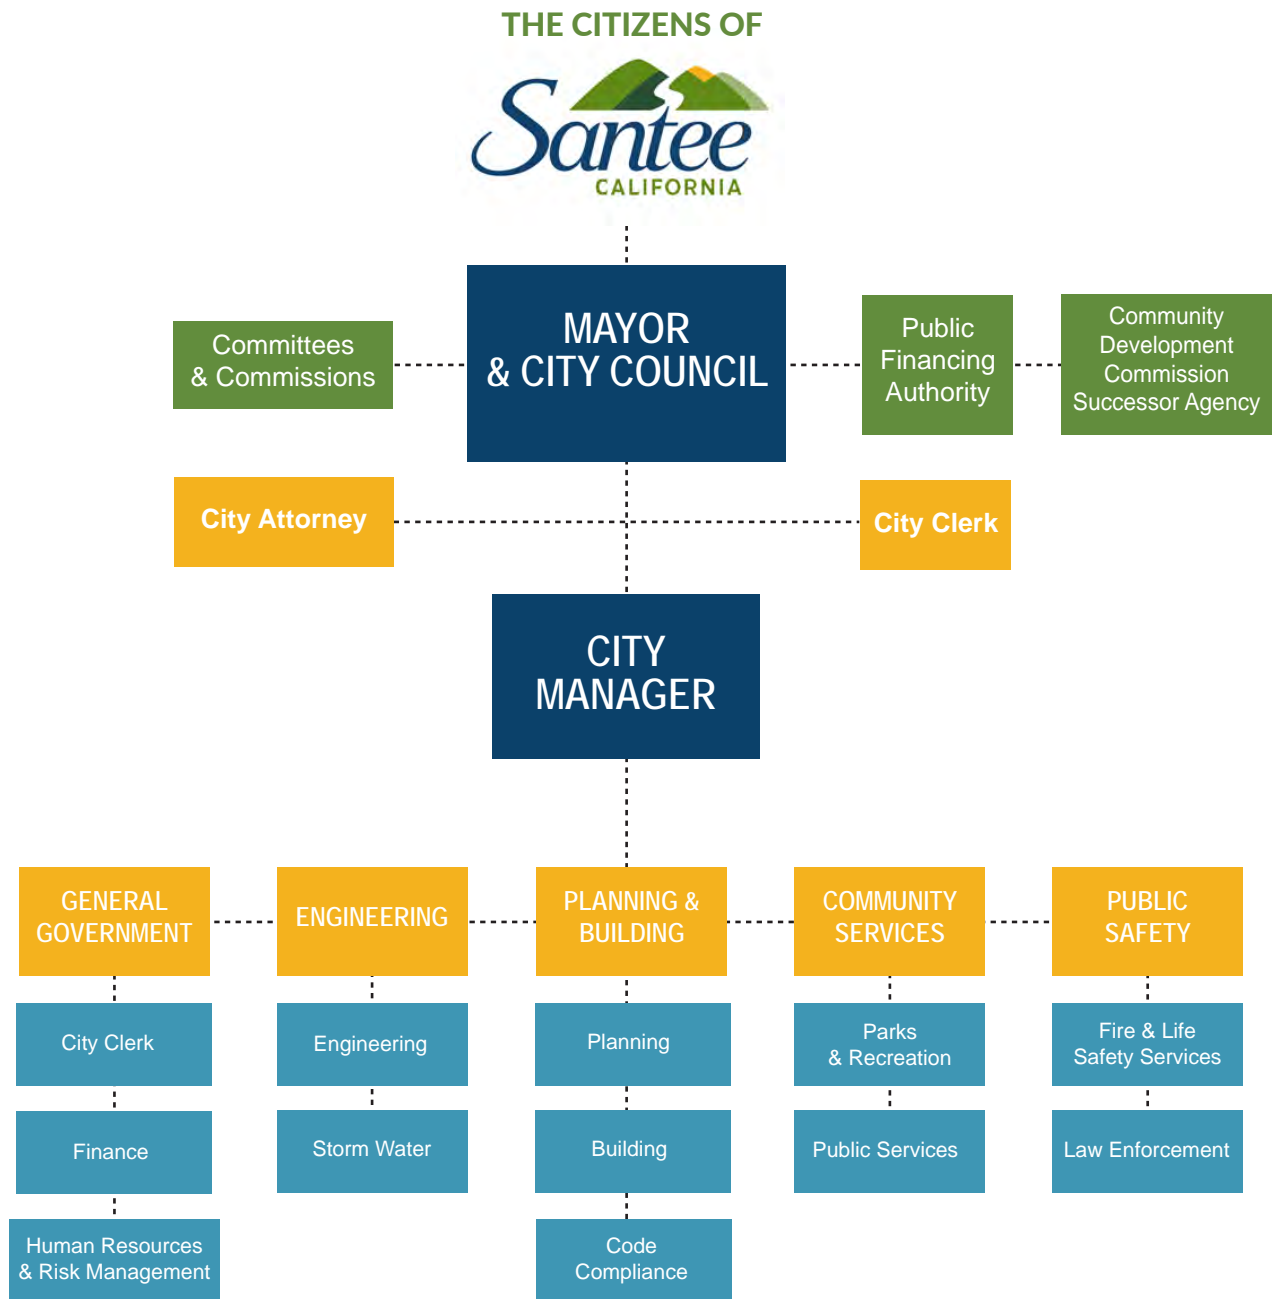 THE CITIZENS OF
Santee
CALIFORNIA
MAYOR
& CITY COUNCIL
Committees
& Commissions
Public
Financing
Authority
Community
Development
Commission
Successor Agency
City Attorney
City Clerk
CITY
MANAGER
GENERAL
GOVERNMENT
ENGINEERING
PLANNING &
BUILDING
COMMUNITY
SERVICES
PUBLIC
SAFETY
City Clerk
Engineering
Planning
Parks
& Recreation
Fire & Life
Safety Services
Finance
Storm Water
Building
Public Services
Law Enforcement
Human Resources
& Risk Management
Code
Compliance